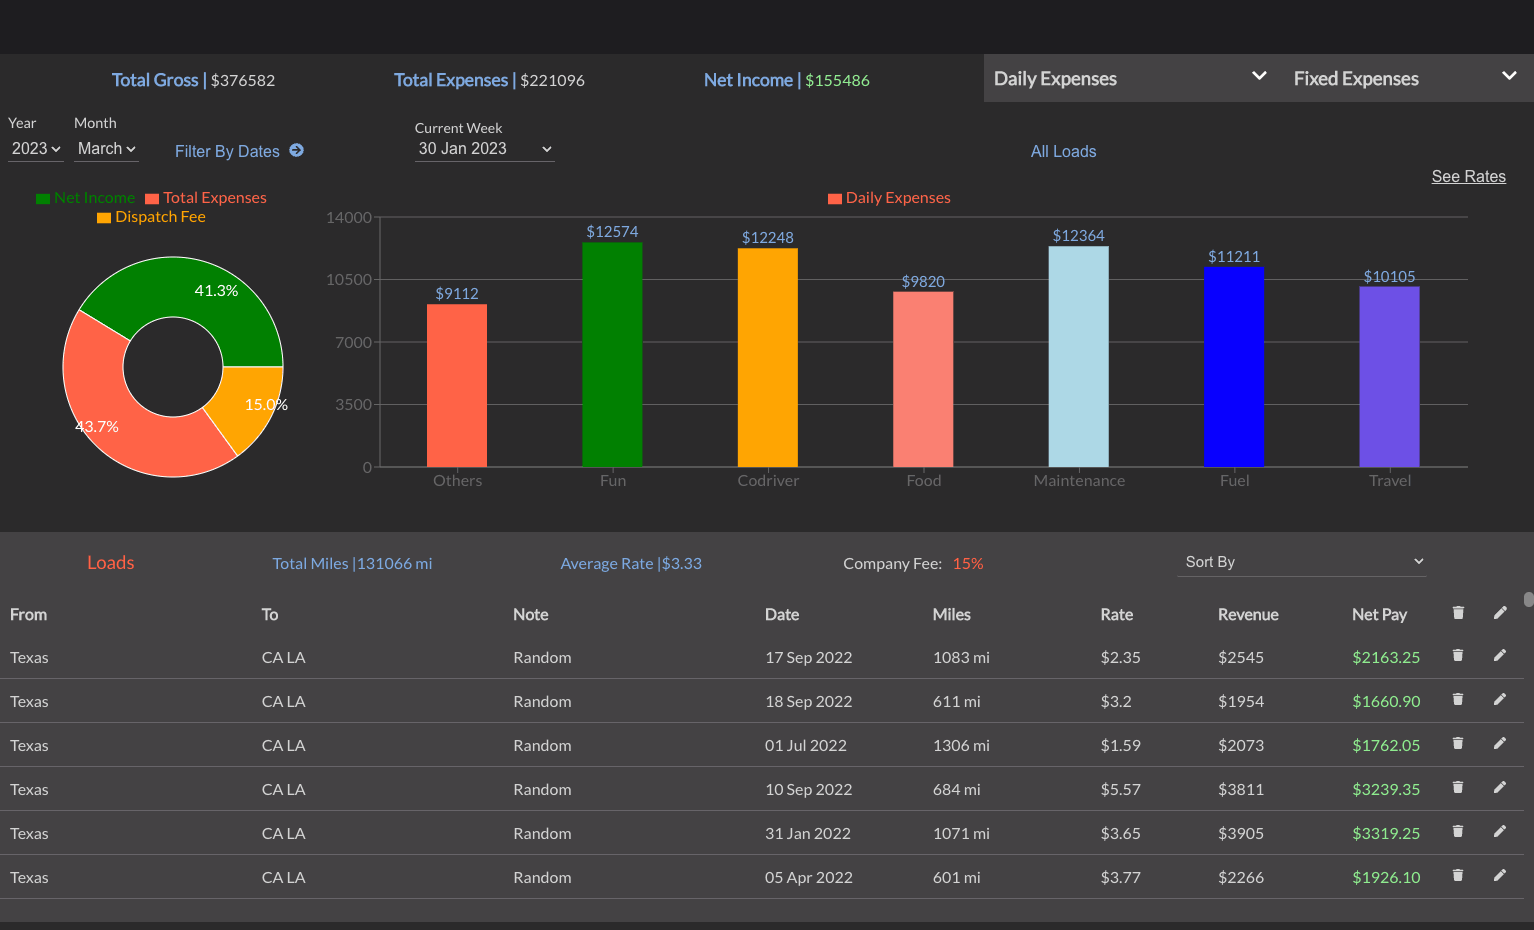 Total Gross | $376582 Total Expenses | $221096 Net Income | $155486 Daily Expenses Fixed Expenses
Year Month Current Week
2023 March Filter By Dates 30 Jan 2023 All Loads
See Rates
Net Income Total Expenses Daily Expenses
Dispatch Fee
14000
$12574
$12248
$12364
$11211
10500
$10105
$9820
$9112
41.3%
7000
3500
15.0%
43.7%
0
Others Fun Codriver Food Maintenance Fuel Travel
Loads Total Miles |131066 mi Average Rate |$3.33 Company Fee: 15% Sort By
From To Note Date Miles Rate Revenue Net Pay
Texas CA LA Random 17 Sep 2022 1083 mi $2.35 $2545 $2163.25
Texas CA LA Random 18 Sep 2022 611 mi $3.2 $1954 $1660.90
Texas CA LA Random 01 Jul 2022 1306 mi $1.59 $2073 $1762.05
Texas CA LA Random 10 Sep 2022 684 mi $5.57 $3811 $3239.35
Texas CA LA Random 31 Jan 2022 1071 mi $3.65 $3905 $3319.25
Texas CA LA Random 05 Apr 2022 601 mi $3.77 $2266 $1926.10